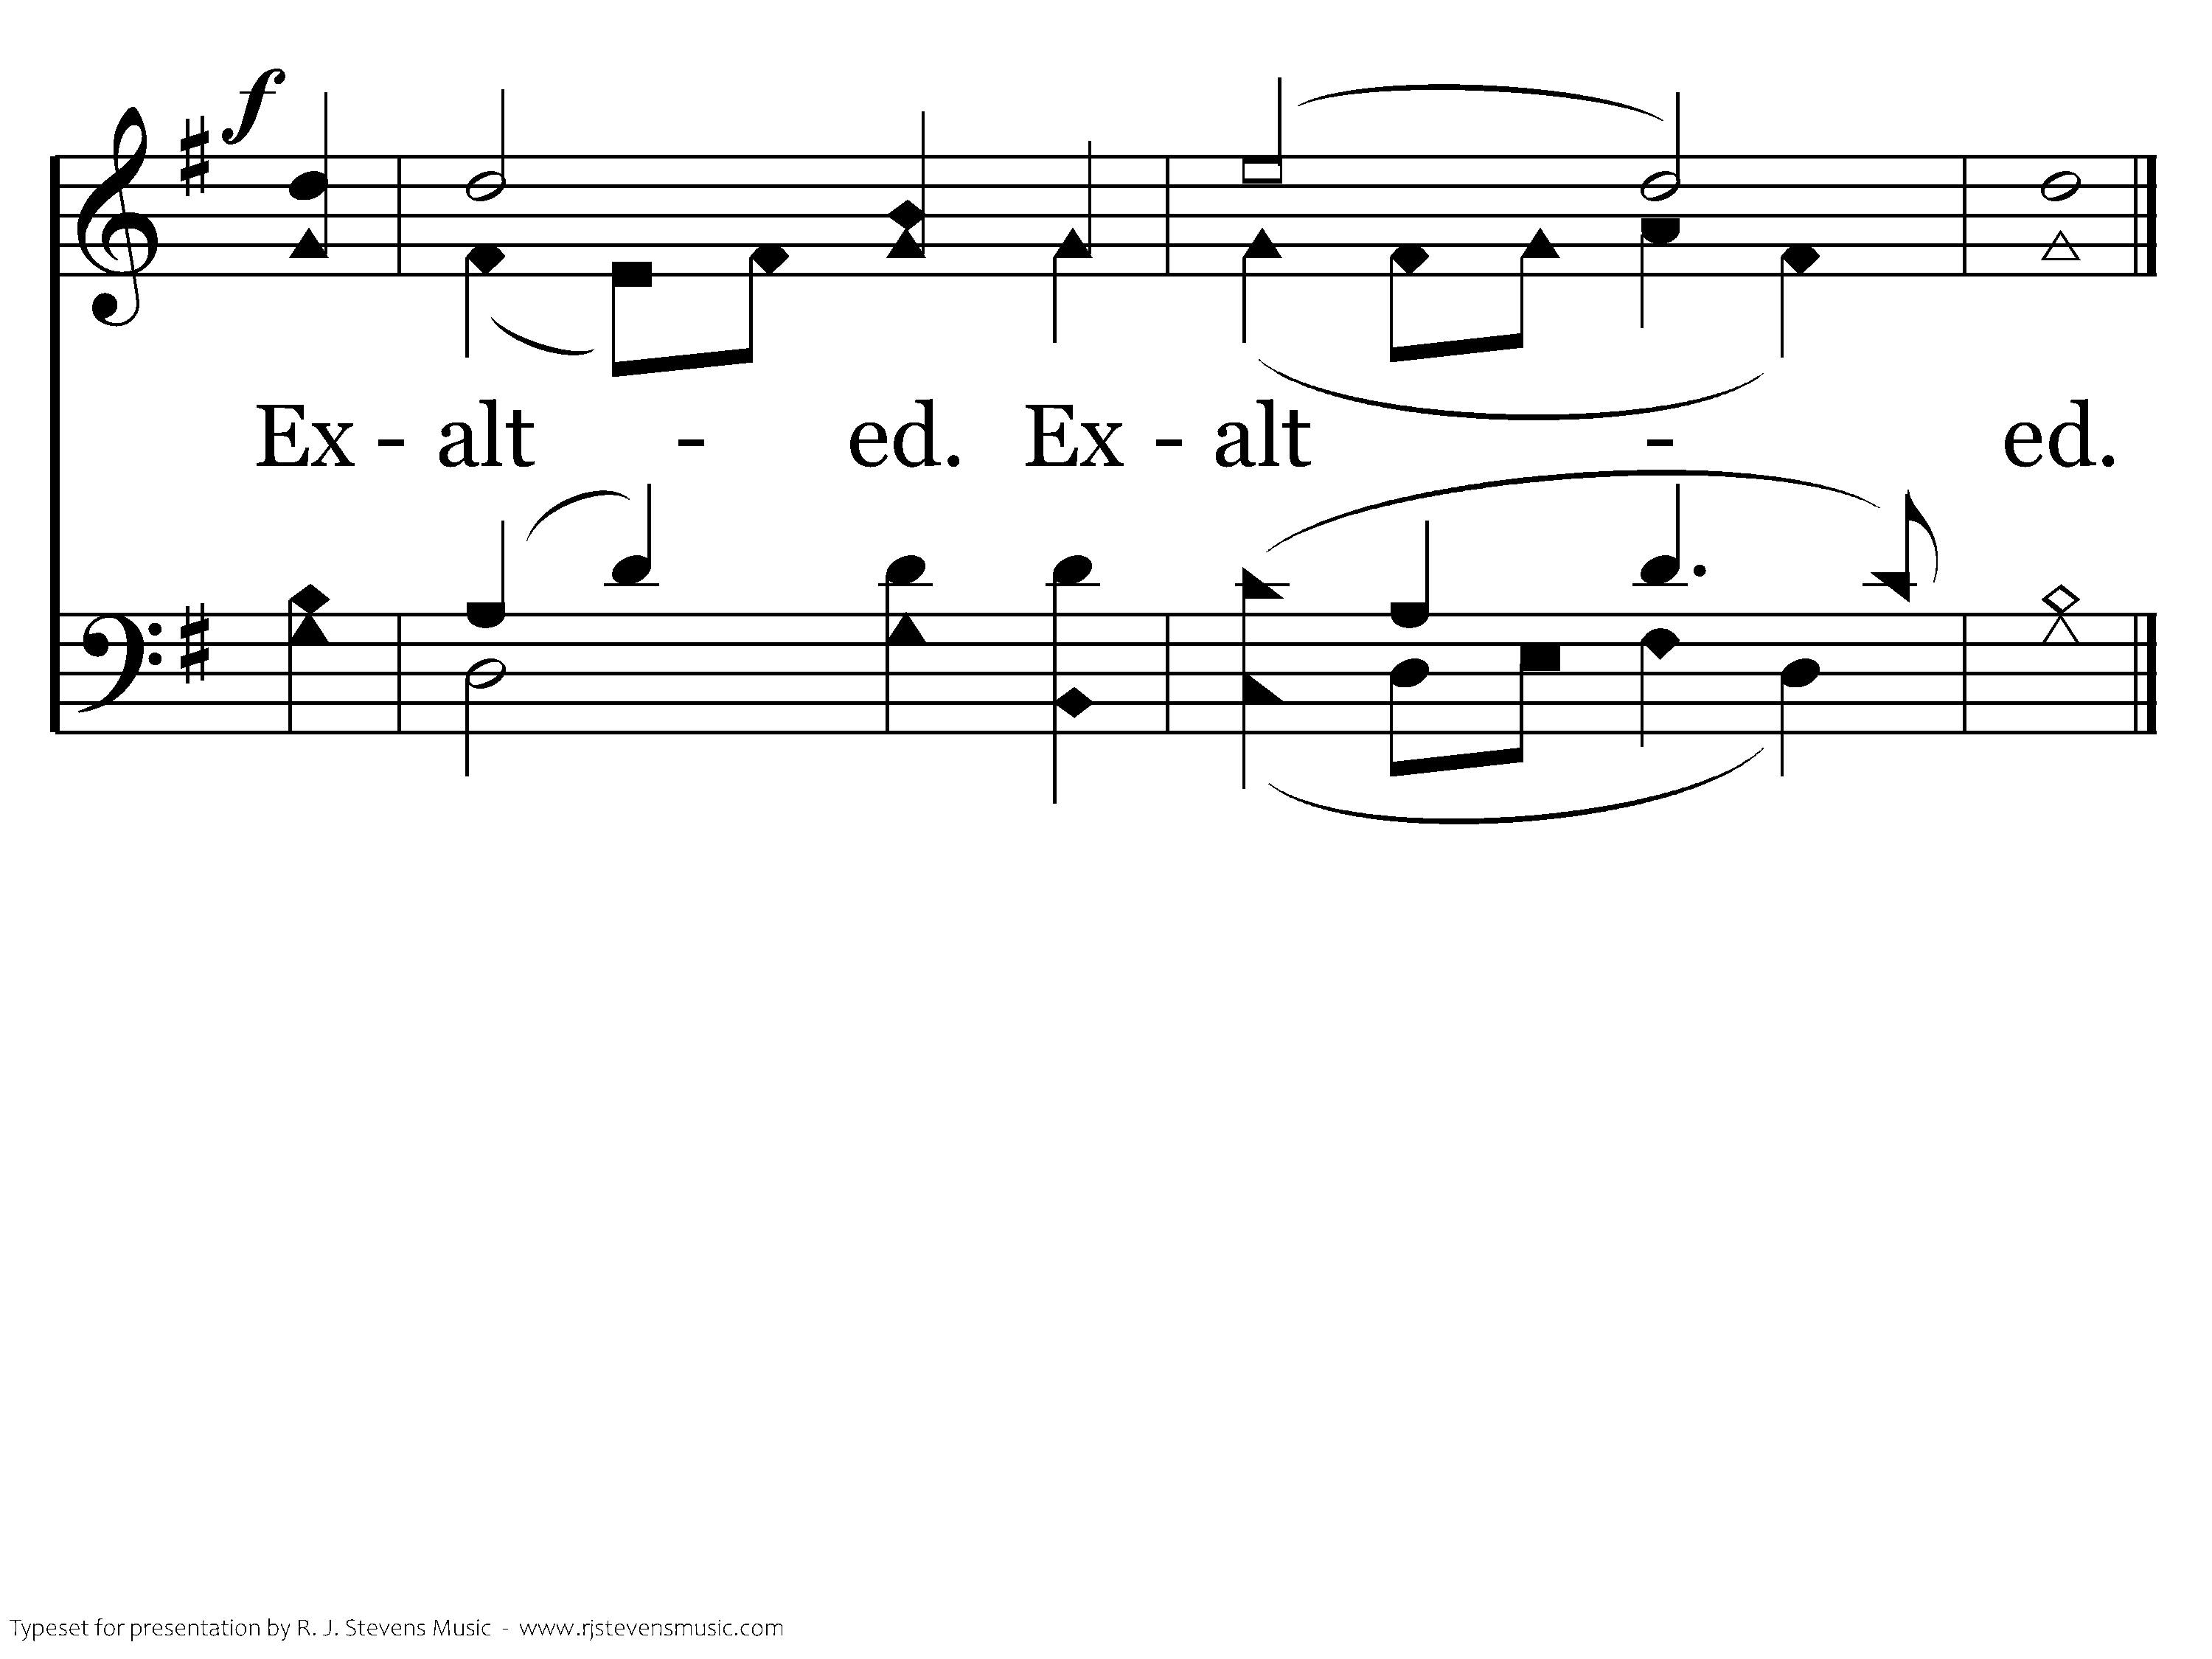 f
Ex - alt - ed. Ex - alt - ed.
Typeset for presentation by R. J. Stevens Music - www.rjstevensmusic.com